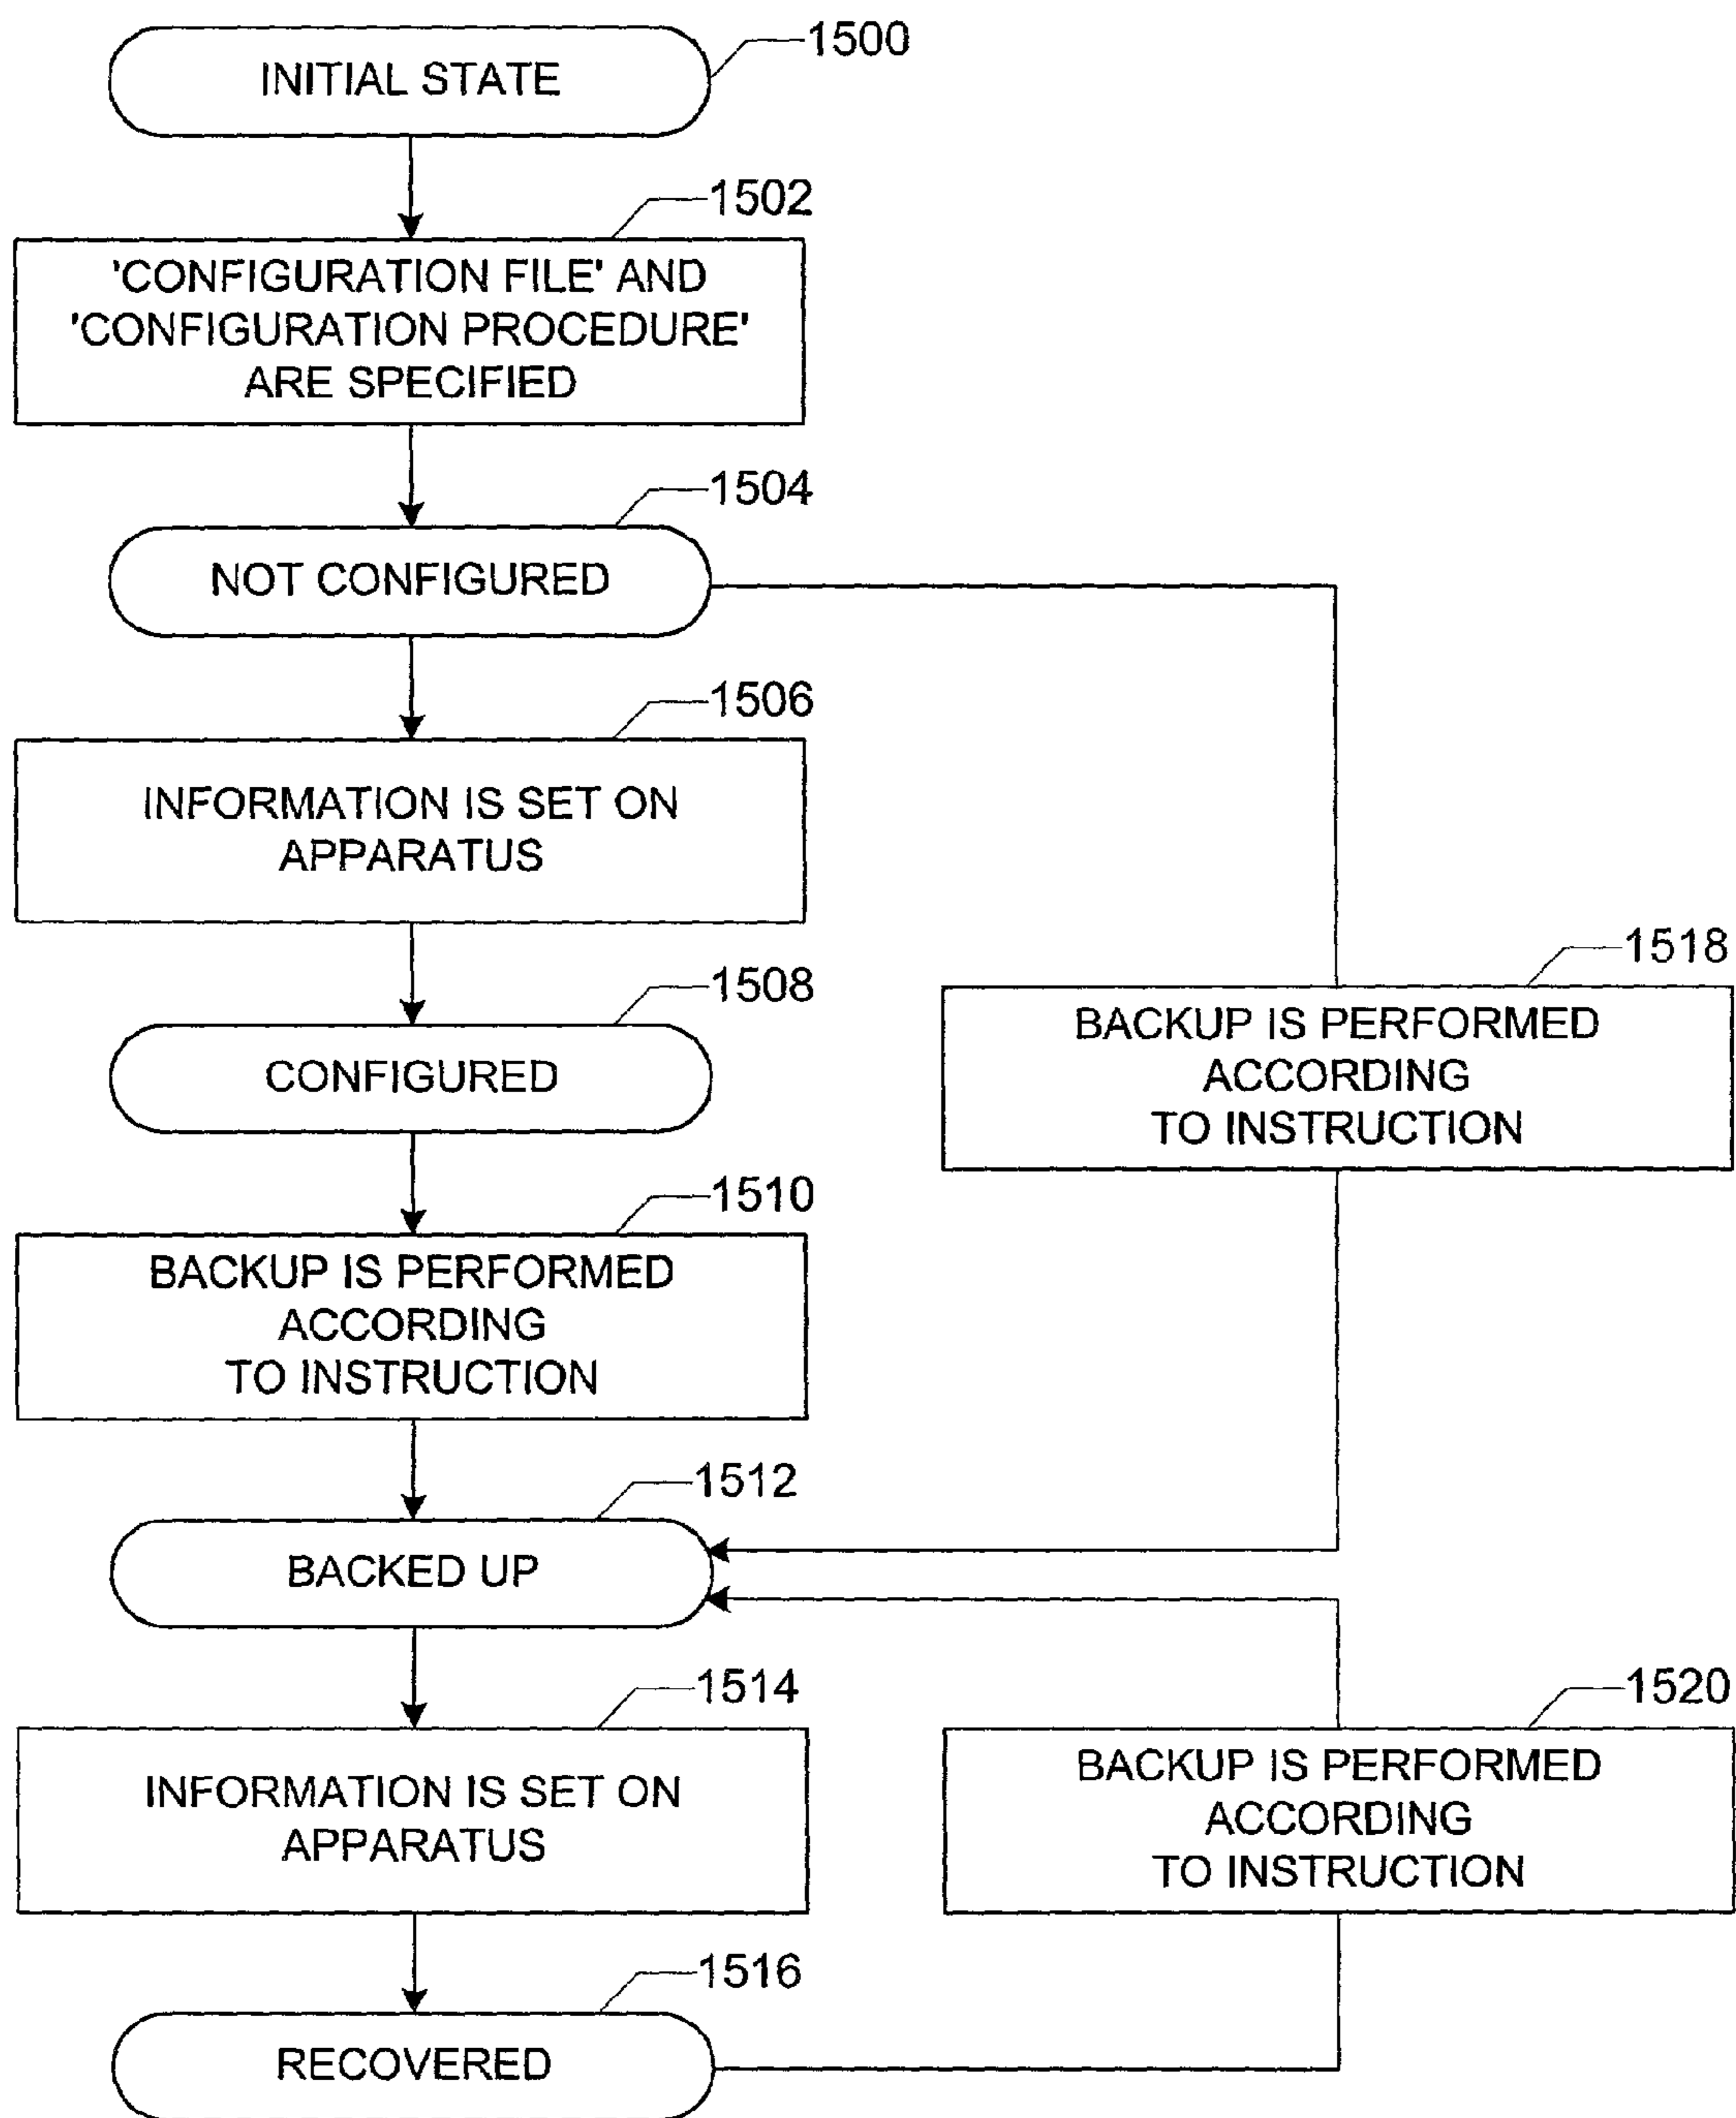 1500
INITIAL STATE
1502
'CONFIGURATION FILE' AND
'CONFIGURATION PROCEDURE'
ARE SPECIFIED
1504
NOT CONFIGURED
1506
INFORMATION IS SET ON
APPARATUS
1518
BACKUP IS PERFORMED
ACCORDING
TO INSTRUCTION
1508
CONFIGURED
1510
BACKUP IS PERFORMED
ACCORDING
TO INSTRUCTION
1512
BACKED UP
1514
INFORMATION IS SET ON
APPARATUS
1520
BACKUP IS PERFORMED
ACCORDING
TO INSTRUCTION
1516
RECOVERED